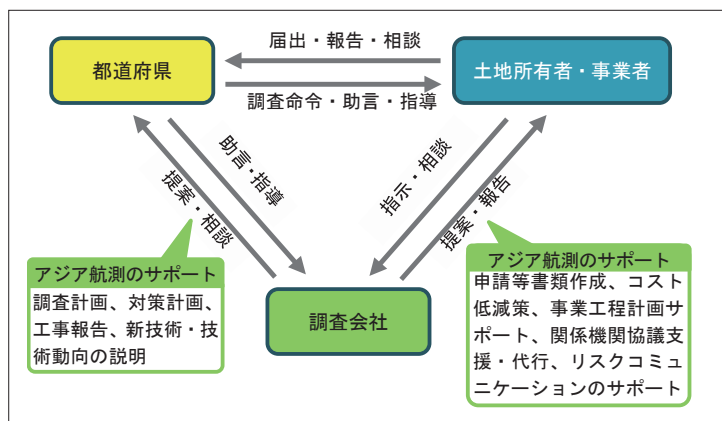 届出・報告・相談
都道府県
土地所有者・事業者
調査命令・助言・指導
助言・指導
提案・相談
指示・相談
提案・報告
アジア航測のサポート
調査計画、対策計画、
工事報告、新技術・技
術動向の説明
調査会社
アジア航測のサポート
申請等書類作成、コスト
低減策、事業工程計画サ
ポート、関係機関協議支
援・代行、リスクコミュ
ニケーションのサポート